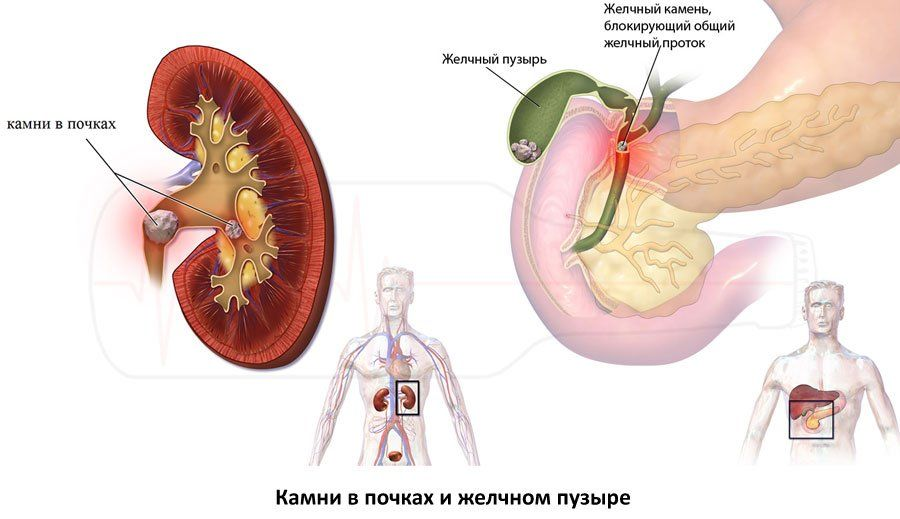 камни в почках
Желчный пузырь
Желчный камень,
блокирующий общий
желчный проток
Камни в почках и желчном пузыре